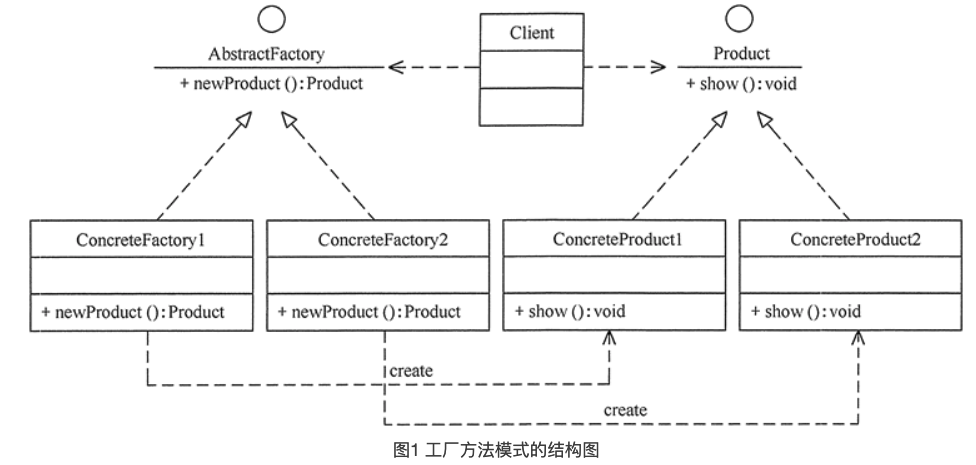 AbstractFactory
+ newProduct ():Product
Client
Product
+ show ():void
ConcreteFactory1
+ newProduct ():Product
ConcreteFactory2
+ newProduct ():Product
ConcreteProduct1
+ show ():void
ConcreteProduct2
+ show ():void
create
create
图1 工厂方法模式的结构图